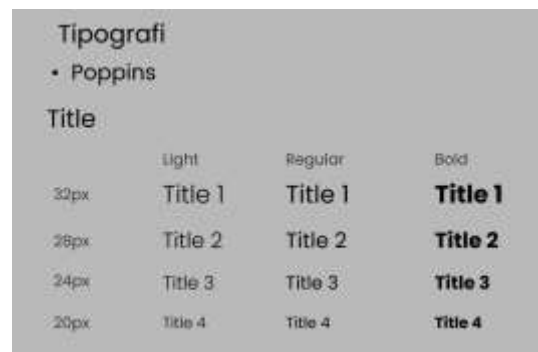 Tipografi
• Poppins
Title
Light Regular Bold
32px Title 1 Title 1 Title 1
28px Title 2 Title 2 Title 2
24px Title 3 Title 3 Title 3
20px Title 4 Title 4 Title 4